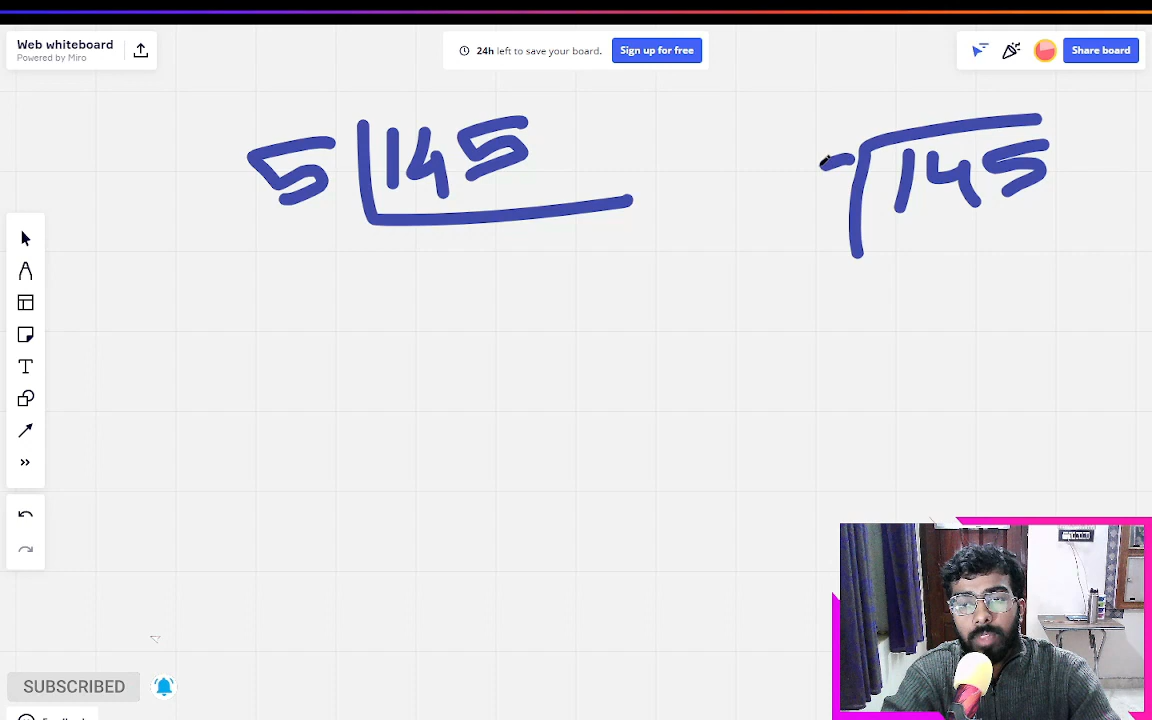 Web whiteboard
Powered by Miro
24h left to save your board.
Sign up for free
Share board
5 145
145
SUBSCRIBED